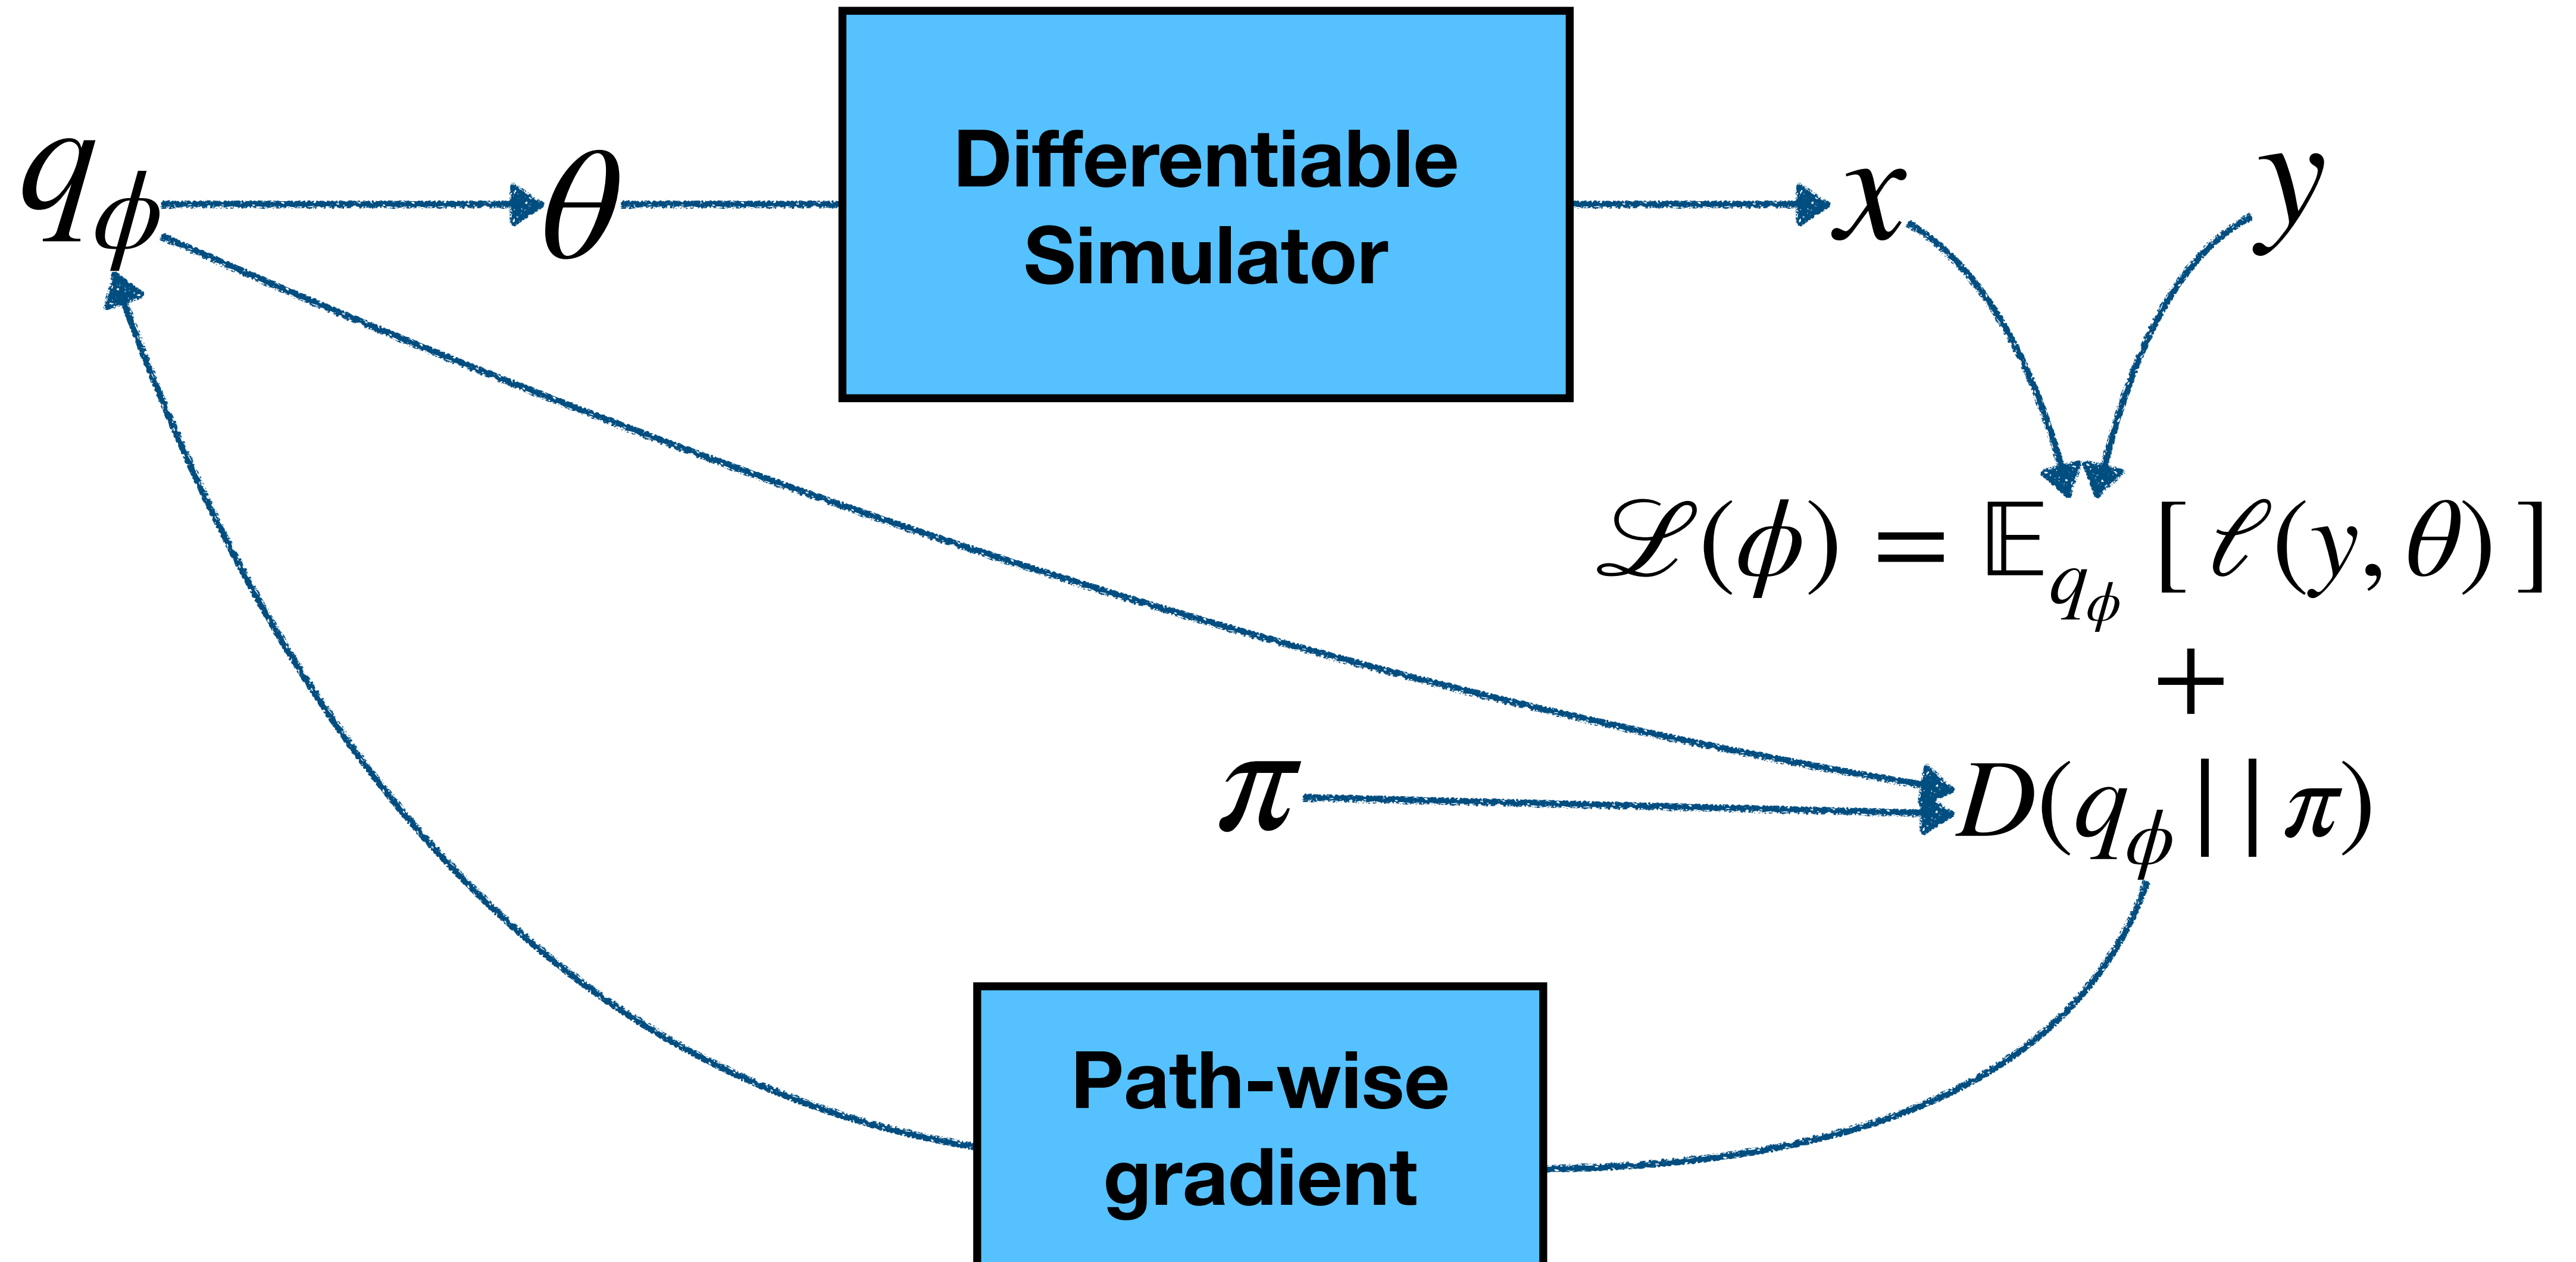 q_ϕ
θ
Differentiable
Simulator
x
y
ℒ(ϕ) = 𝔼_{q_ϕ} [ ℓ(y, θ) ]
+
π
D(q_ϕ | | π)
Path-wise
gradient